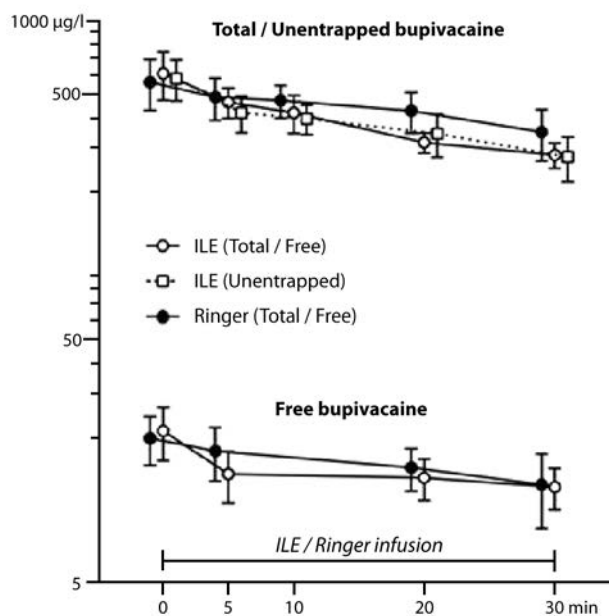 1000 µg/l
Total / Unentrapped bupivacaine
500
ILE (Total / Free)
ILE (Unentrapped)
Ringer (Total / Free)
50
Free bupivacaine
ILE / Ringer infusion
5
0 5 10 20 30 min